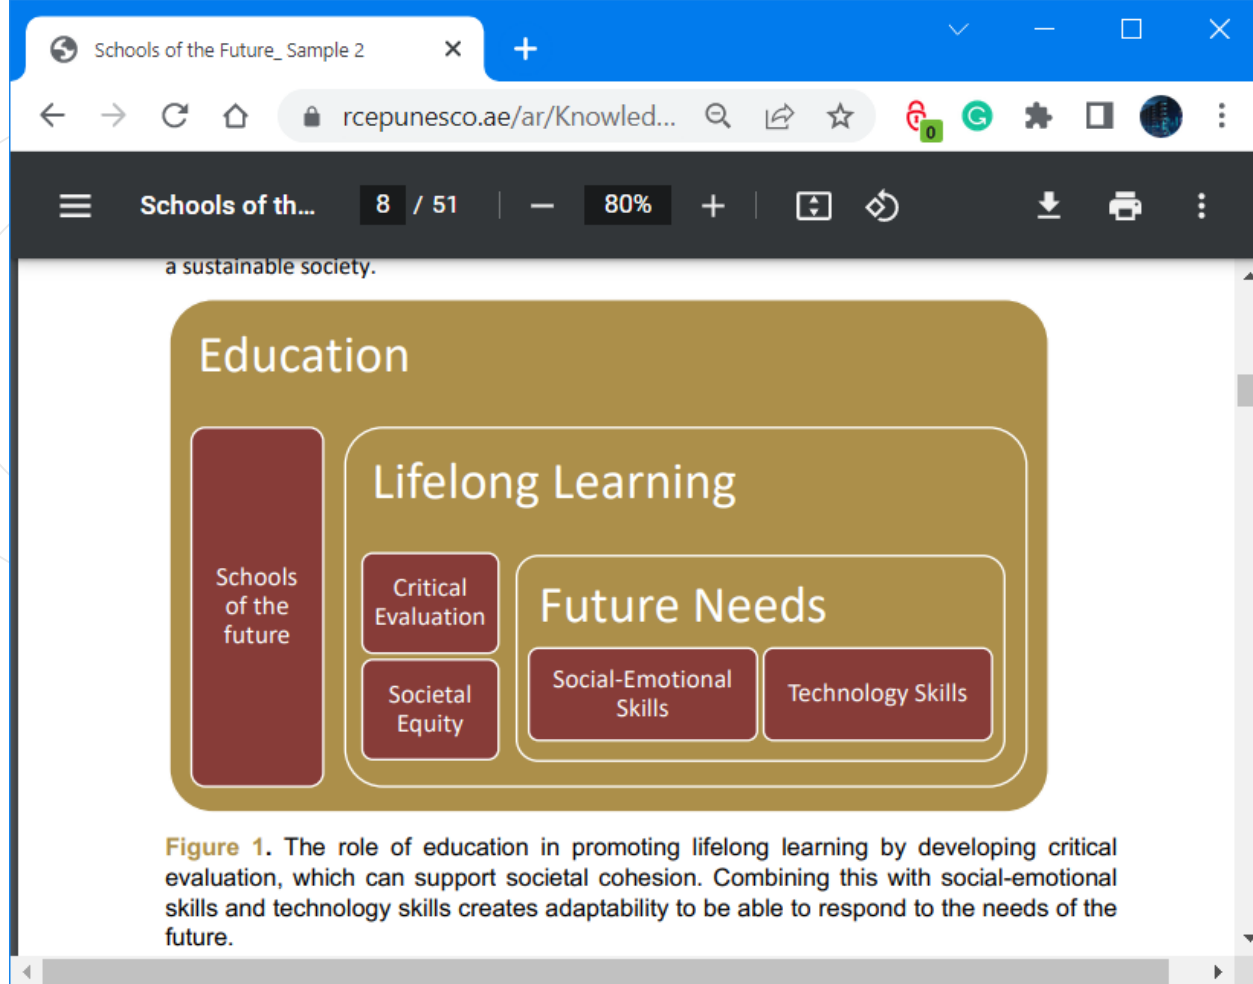 Schools of the Future_ Sample 2
rcepunesco.ae/ar/Knowled...
0
G
Schools of th...
8 / 51
80%
a sustainable society.
Education
Lifelong Learning
Schools
of the
future
Critical
Evaluation
Societal
Equity
Future Needs
Social-Emotional
Skills
Technology Skills
Figure 1. The role of education in promoting lifelong learning by developing critical
evaluation, which can support societal cohesion. Combining this with social-emotional
skills and technology skills creates adaptability to be able to respond to the needs of the
future.